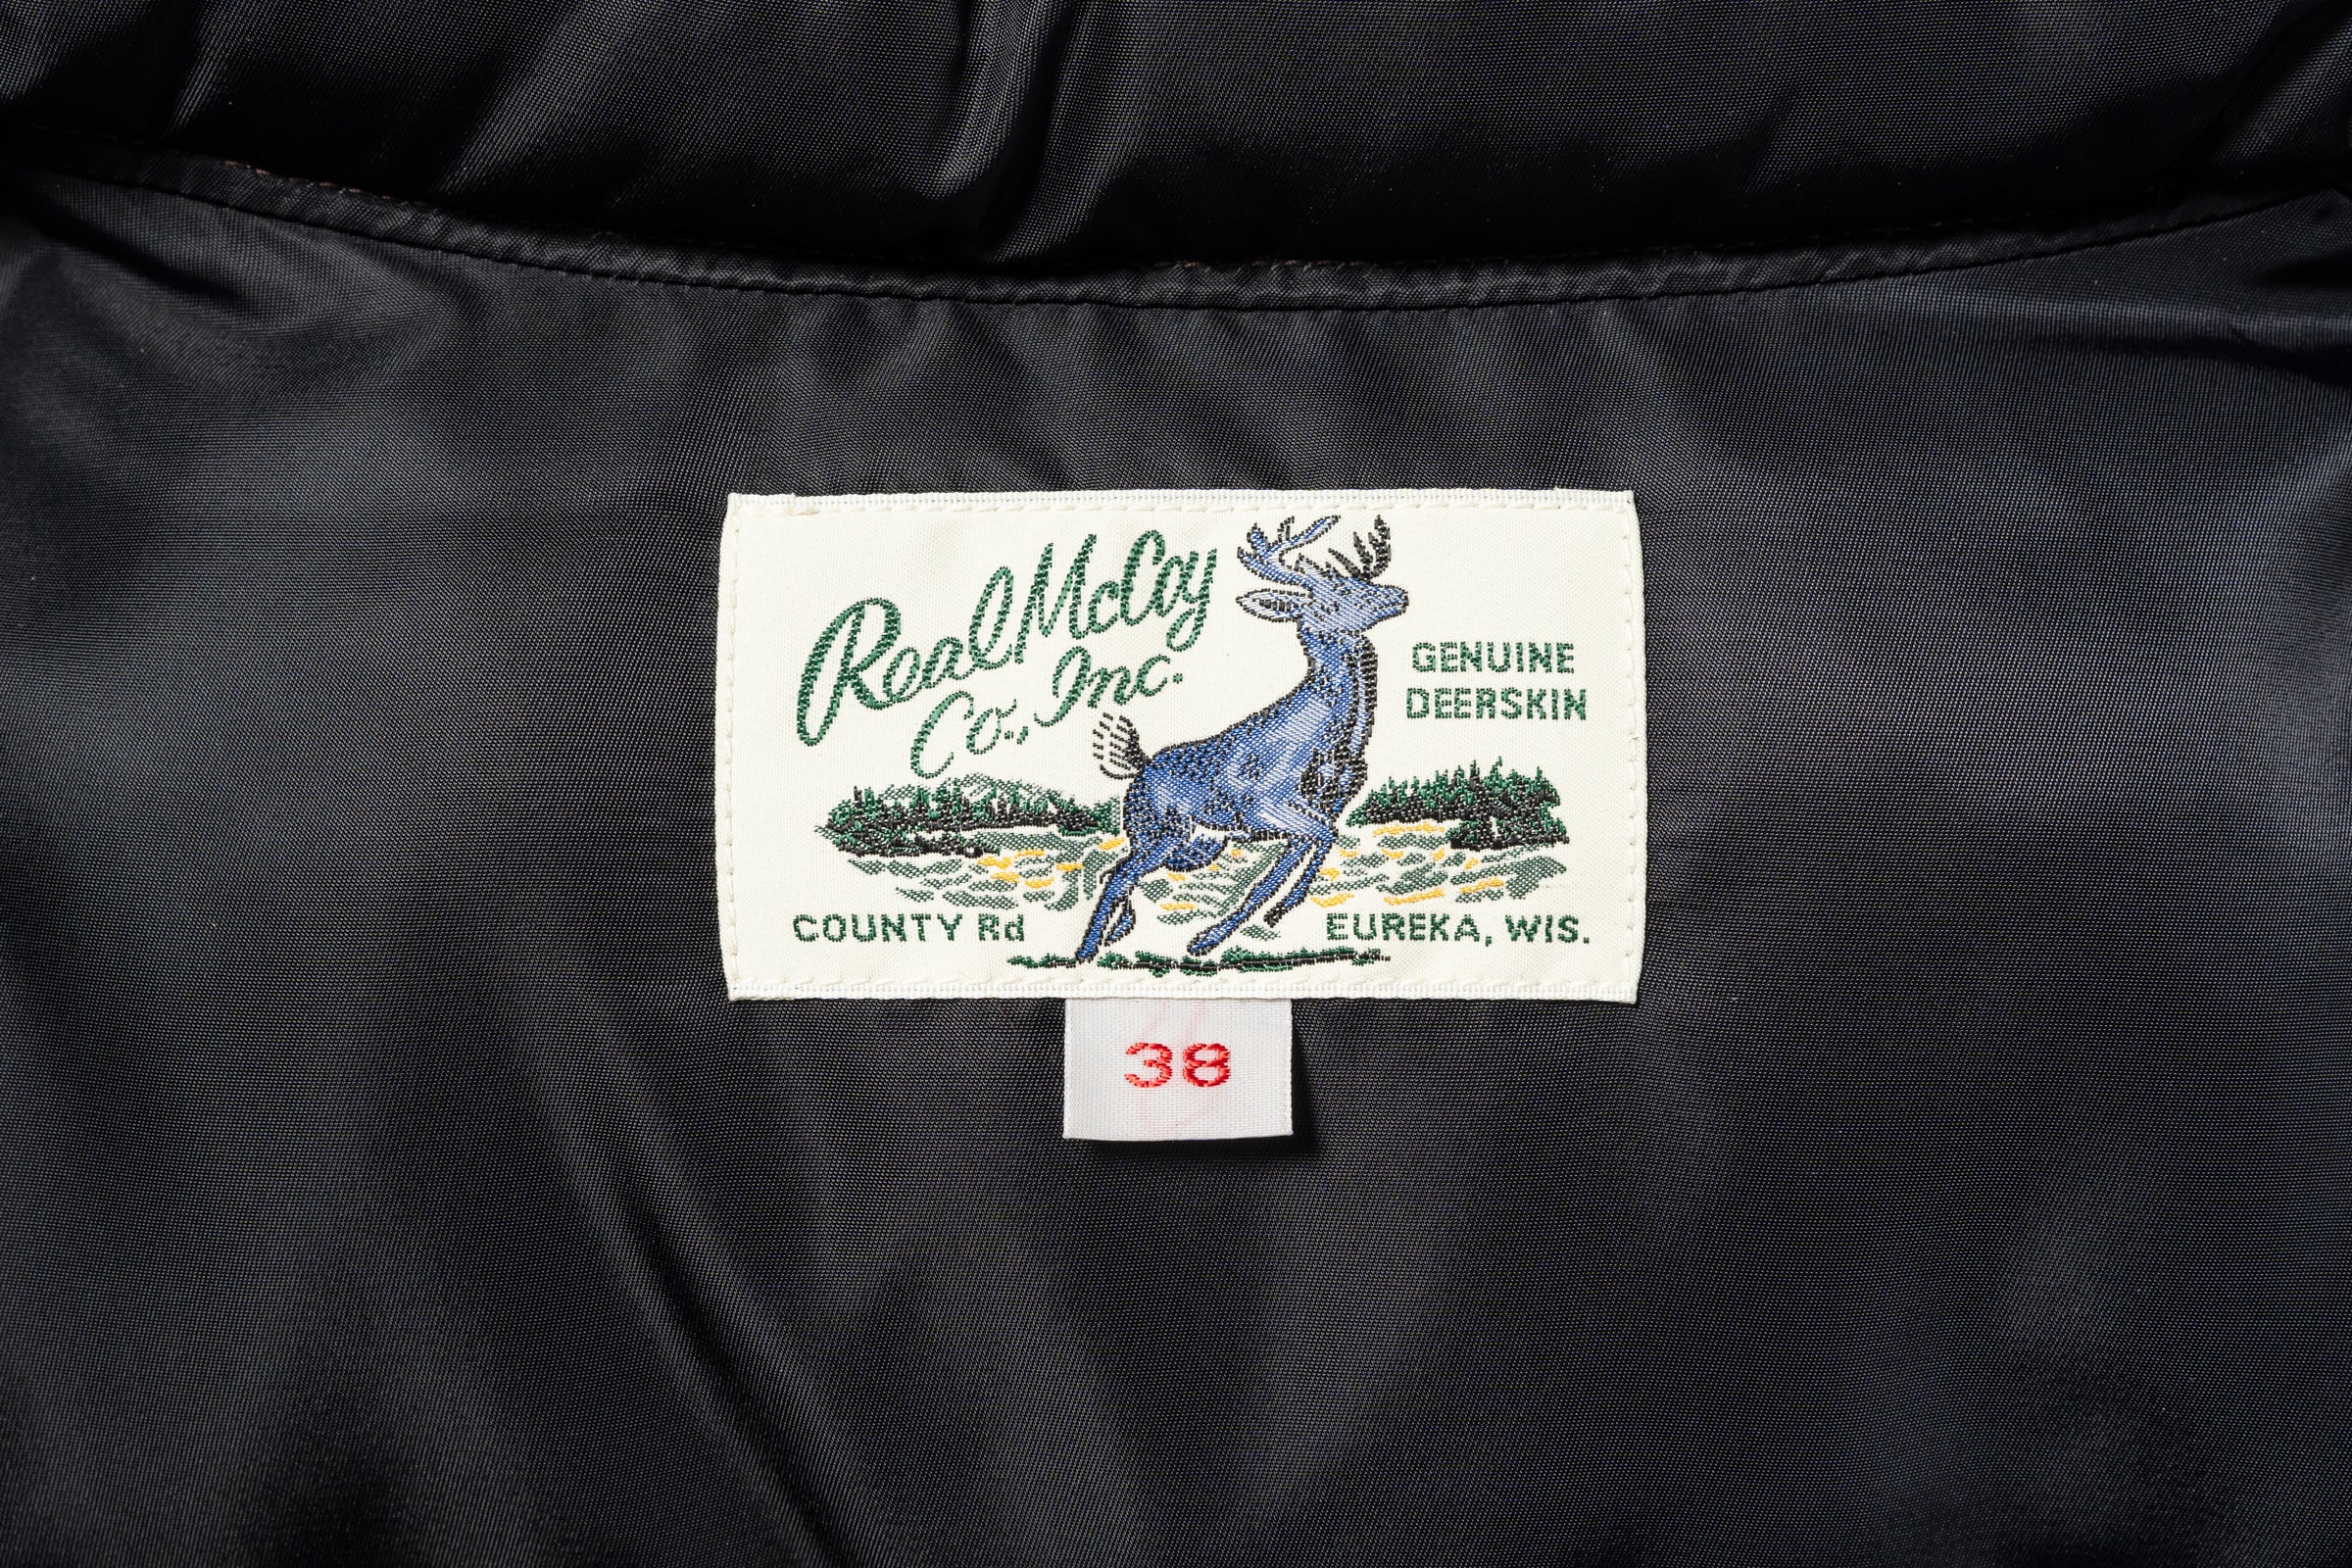 Real McCoy
Co., Inc.
GENUINE
DEERSKIN
COUNTY Rd
EUREKA, WIS.
38